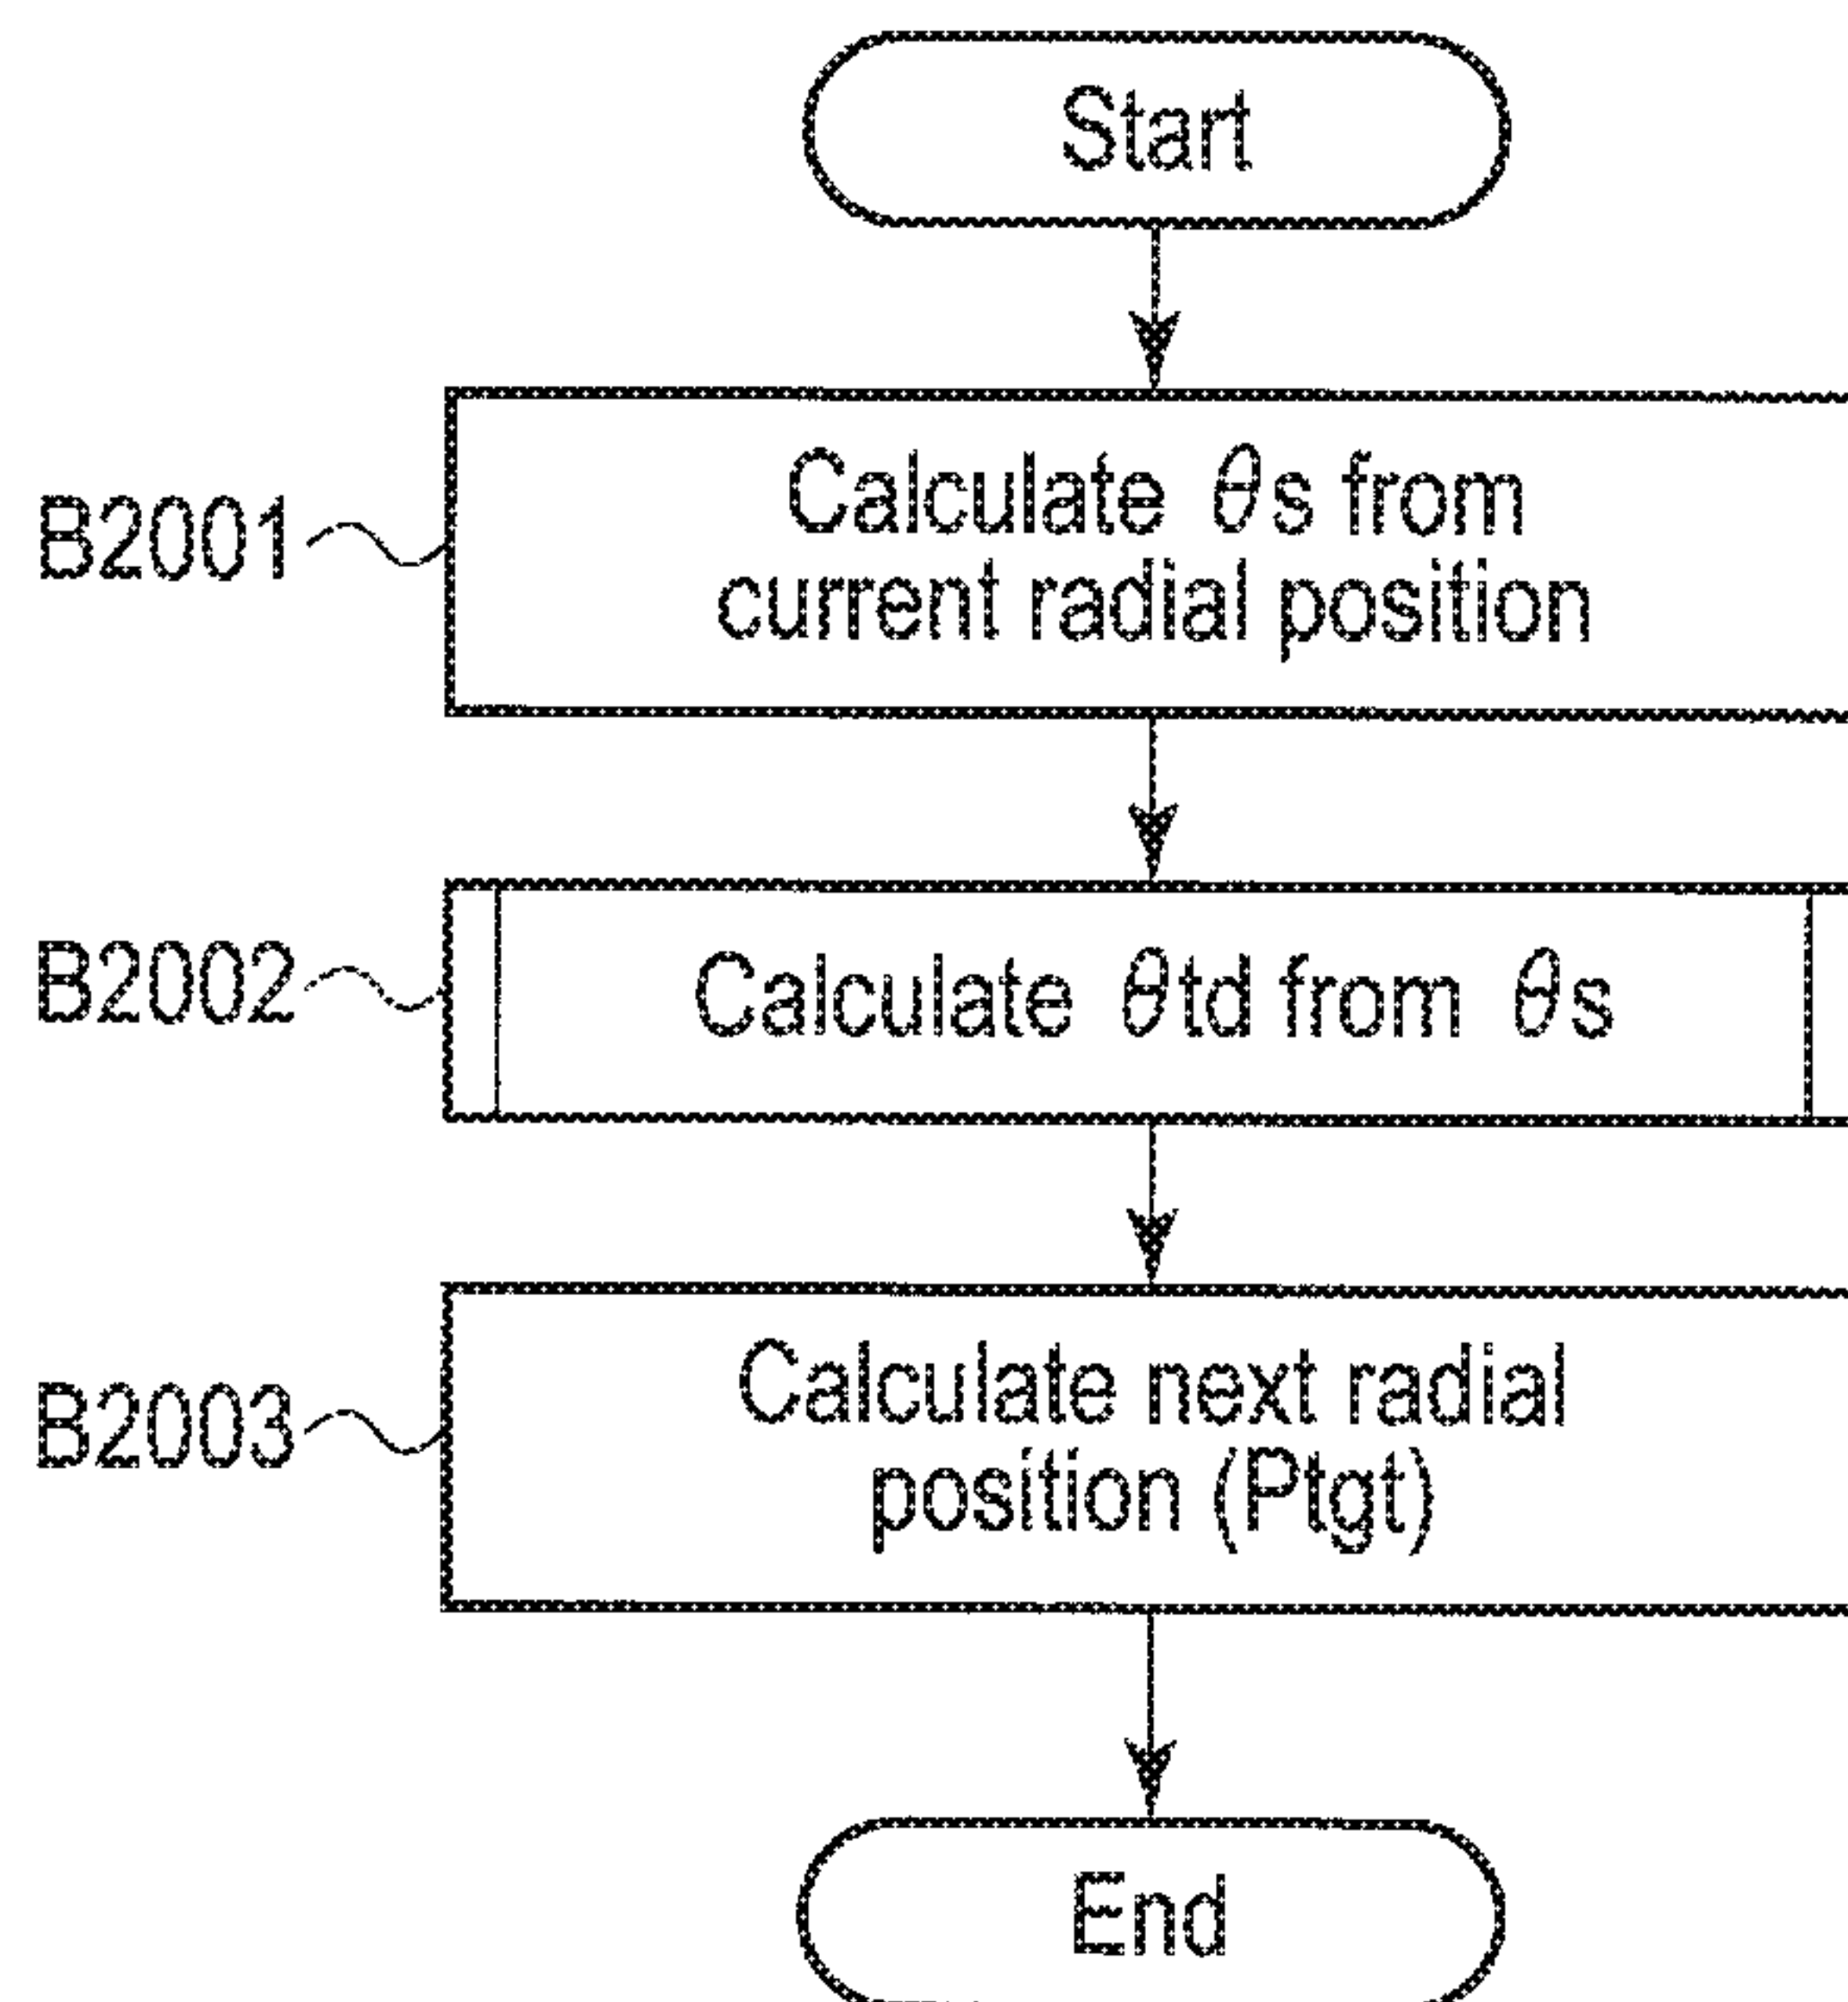 Start
B2001
Calculate θs from
current radial position
B2002
Calculate θtd from θs
B2003
Calculate next radial
position (Ptgt)
End